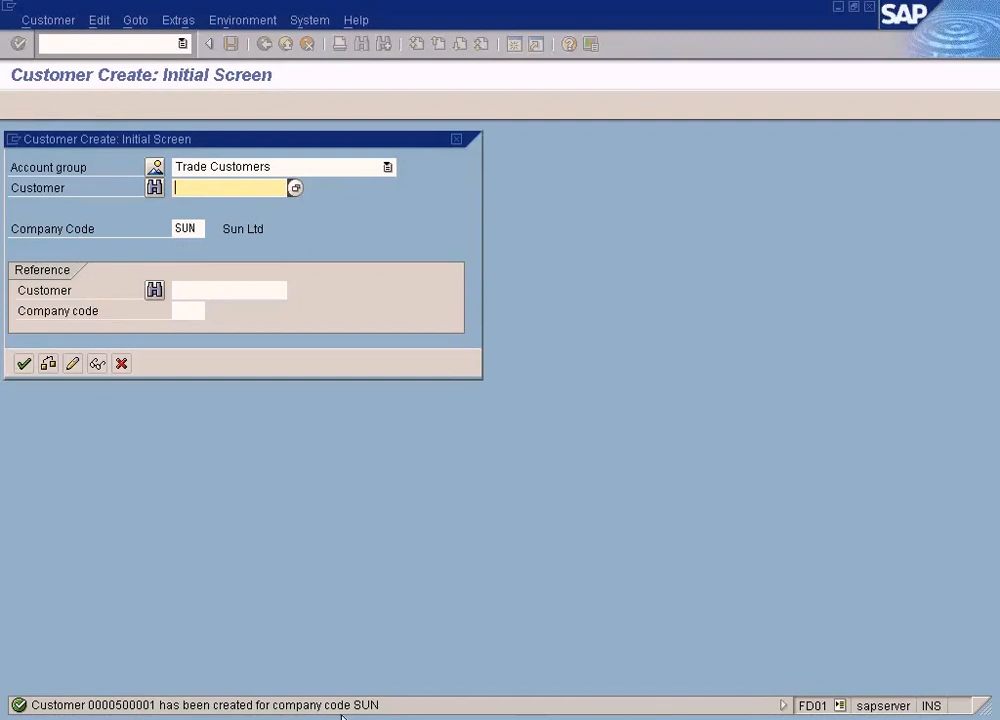 Customer Edit Goto Extras Environment System Help
SAP
Customer Create: Initial Screen
Customer Create: Initial Screen
Account group Trade Customers
Customer
Company Code SUN Sun Ltd
Reference
Customer
Company code
Customer 0000500001 has been created for company code SUN FD01 sapserver INS